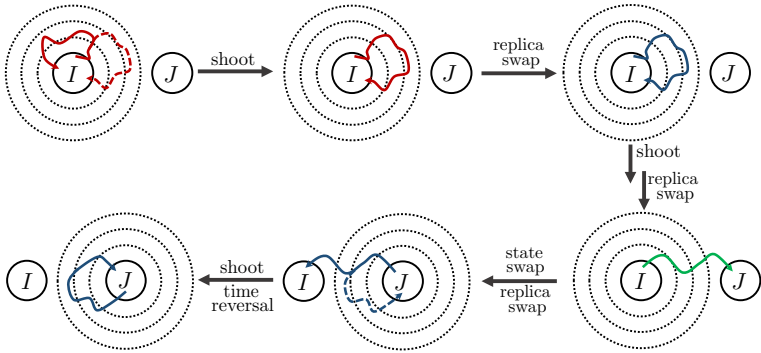 I
J
shoot
I
J
replica
swap
I
J
shoot
replica
swap
I
J
shoot
time
reversal
I
J
state
swap
replica
swap
I
J